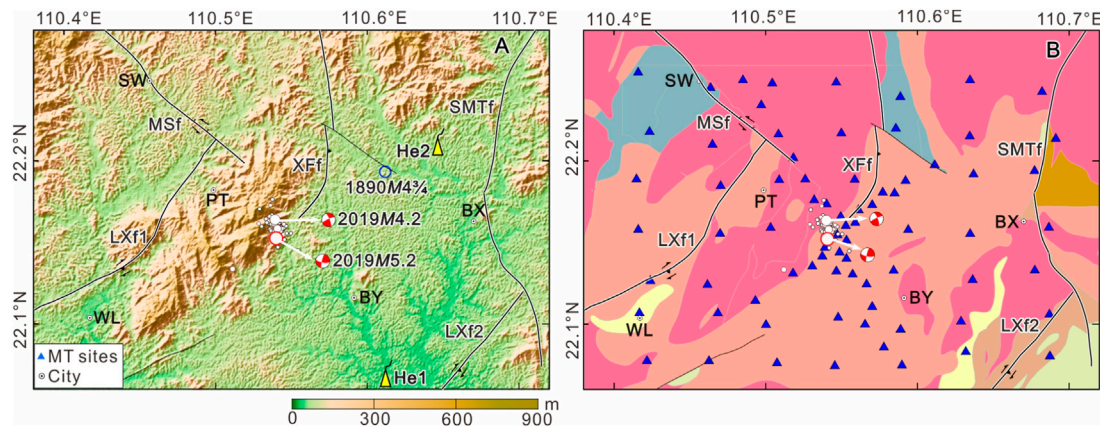 110.4°E 110.5°E 110.6°E 110.7°E
110.4°E 110.5°E 110.6°E 110.7°E
A
SW
MSf
SMTf
He2
XFf
1890M4¾
PT
2019M4.2
BX
LXf1
2019M5.2
BY
WL
LXf2
He1
MT sites
City
22.2°N
22.1°N
0 300 600 900 m
B
SW
MSf
SMTf
XFf
PT
BX
LXf1
BY
WL
LXf2
22.2°N
22.1°N